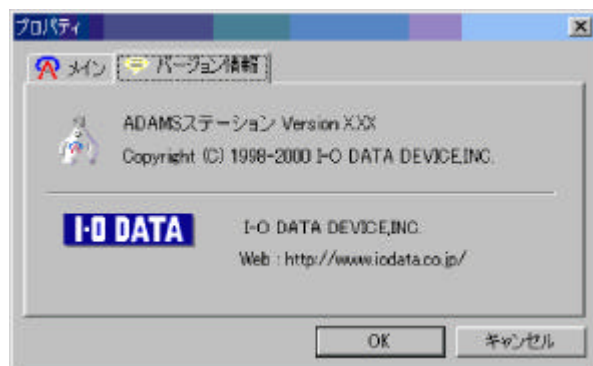 プロパティ
メイン
バージョン情報
ADAMSステーション Version X.XX
Copyright (C) 1998-2000 I-O DATA DEVICE,INC.
I·O DATA
I-O DATA DEVICE,INC.
Web : http://www.iodata.co.jp/
OK
キャンセル